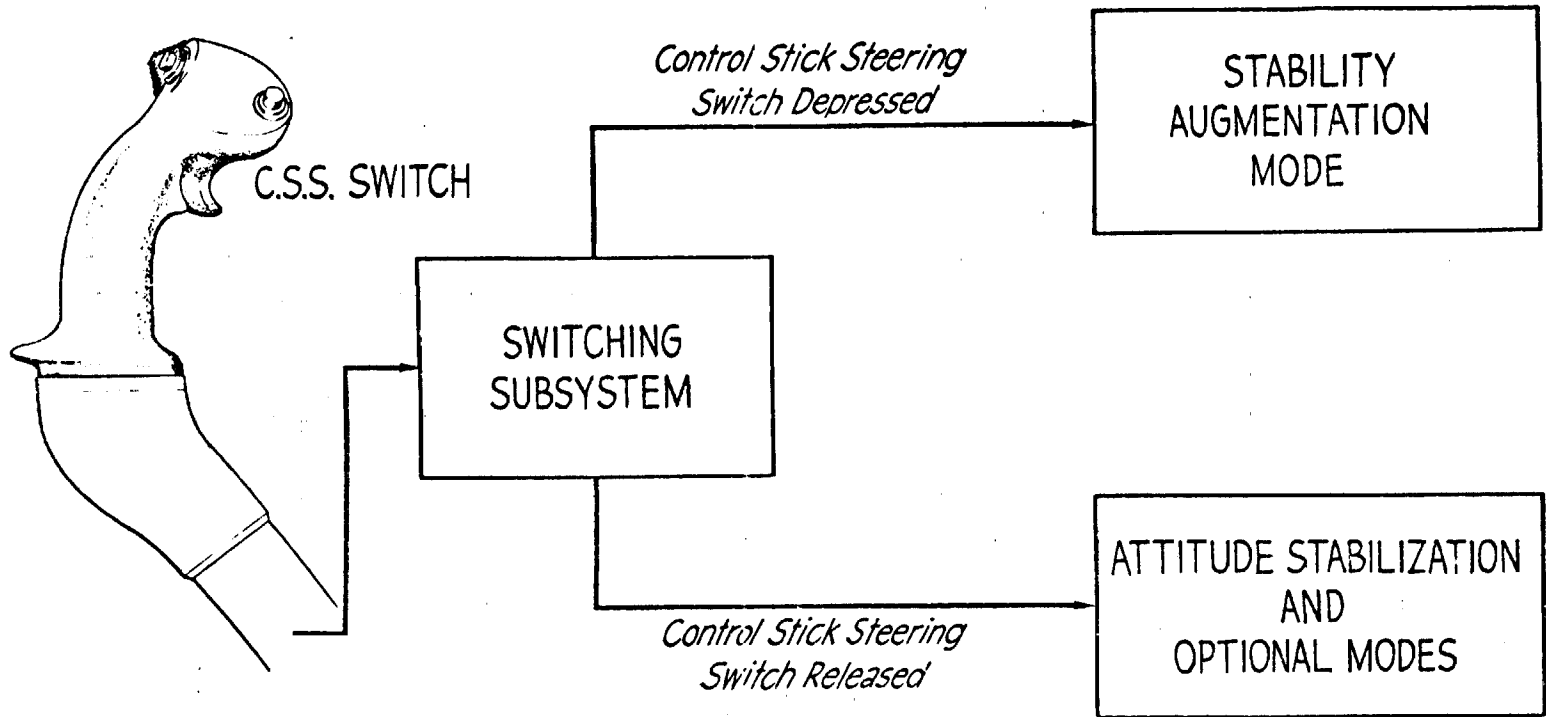 Control Stick Steering
Switch Depressed
STABILITY
AUGMENTATION
MODE
C.S.S. SWITCH
SWITCHING
SUBSYSTEM
Control Stick Steering
Switch Released
ATTITUDE STABILIZATION
AND
OPTIONAL MODES